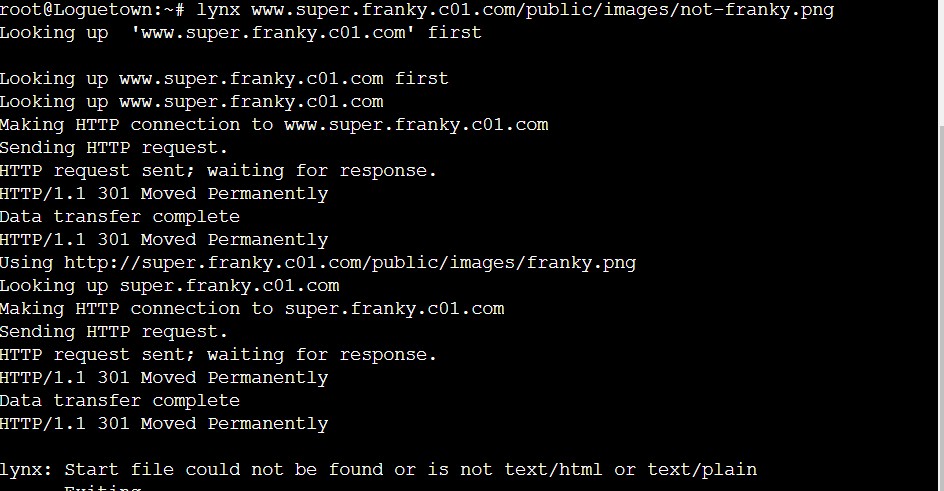 root@Loguetown:~# lynx www.super.franky.c01.com/public/images/not-franky.png
Looking up  'www.super.franky.c01.com' first
Looking up www.super.franky.c01.com first
Looking up www.super.franky.c01.com
Making HTTP connection to www.super.franky.c01.com
Sending HTTP request.
HTTP request sent; waiting for response.
HTTP/1.1 301 Moved Permanently
Data transfer complete
HTTP/1.1 301 Moved Permanently
Using http://super.franky.c01.com/public/images/franky.png
Looking up super.franky.c01.com
Making HTTP connection to super.franky.c01.com
Sending HTTP request.
HTTP request sent; waiting for response.
HTTP/1.1 301 Moved Permanently
Data transfer complete
HTTP/1.1 301 Moved Permanently
lynx: Start file could not be found or is not text/html or text/plain
Exiting